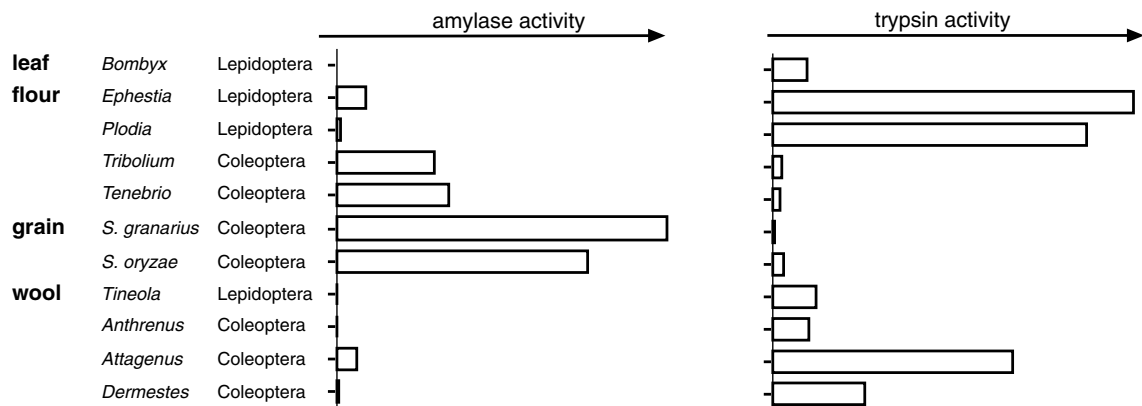 amylase activity trypsin activity
leaf Bombyx Lepidoptera
flour Ephestia Lepidoptera
Plodia Lepidoptera
Tribolium Coleoptera
Tenebrio Coleoptera
grain S. granarius Coleoptera
S. oryzae Coleoptera
wool Tineola Lepidoptera
Anthrenus Coleoptera
Attagenus Coleoptera
Dermestes Coleoptera